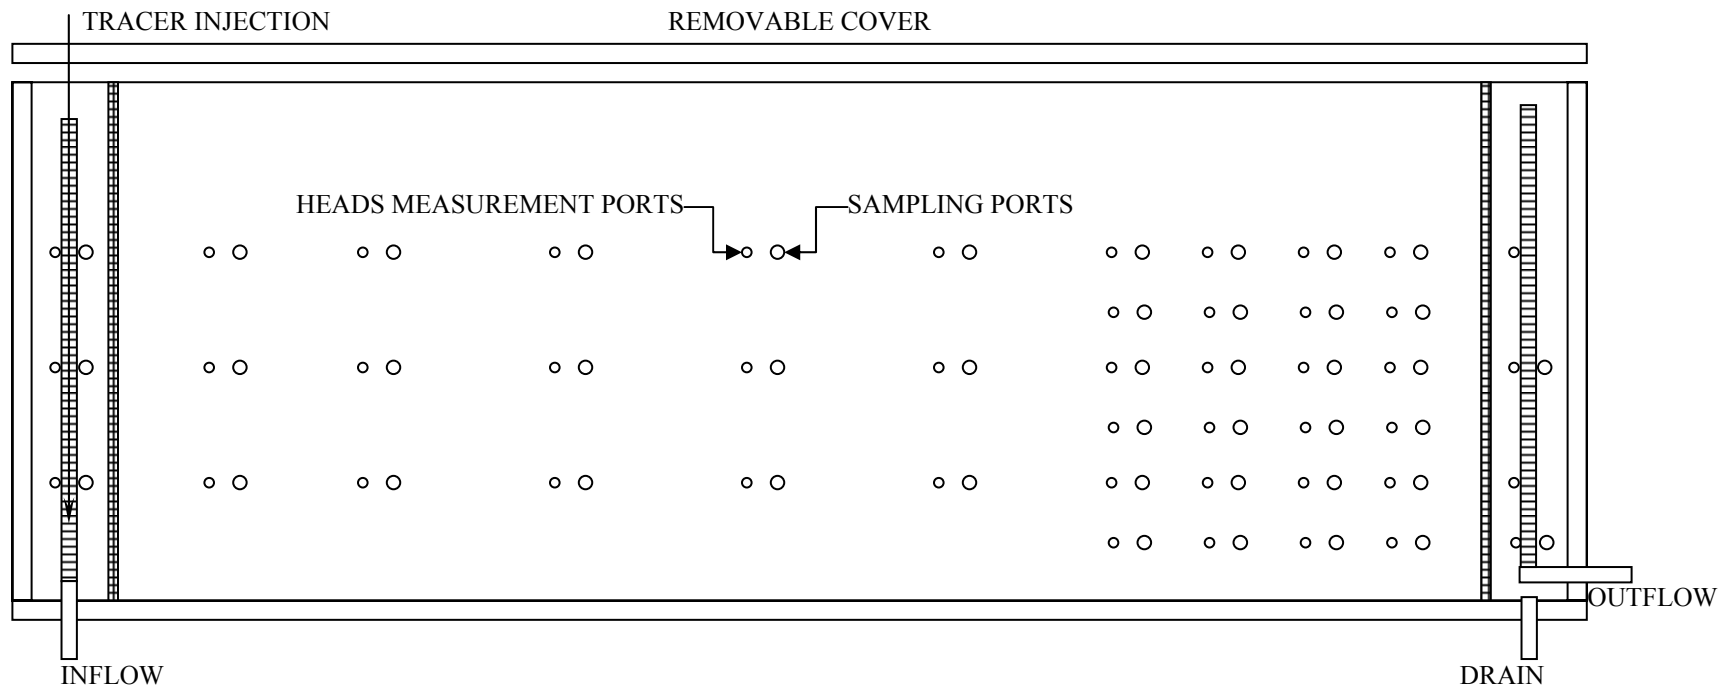 TRACER INJECTION
REMOVABLE COVER
HEADS MEASUREMENT PORTS
SAMPLING PORTS
OUTFLOW
INFLOW
DRAIN